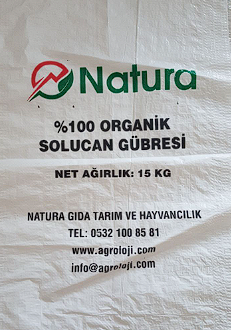 Natura
%100 ORGANİK
SOLUCAN GÜBRESİ
NET AĞIRLIK: 15 KG
NATURA GIDA TARIM VE HAYVANCILIK
TEL: 0532 100 85 81
www.agroloji.com
info@agroloji.com